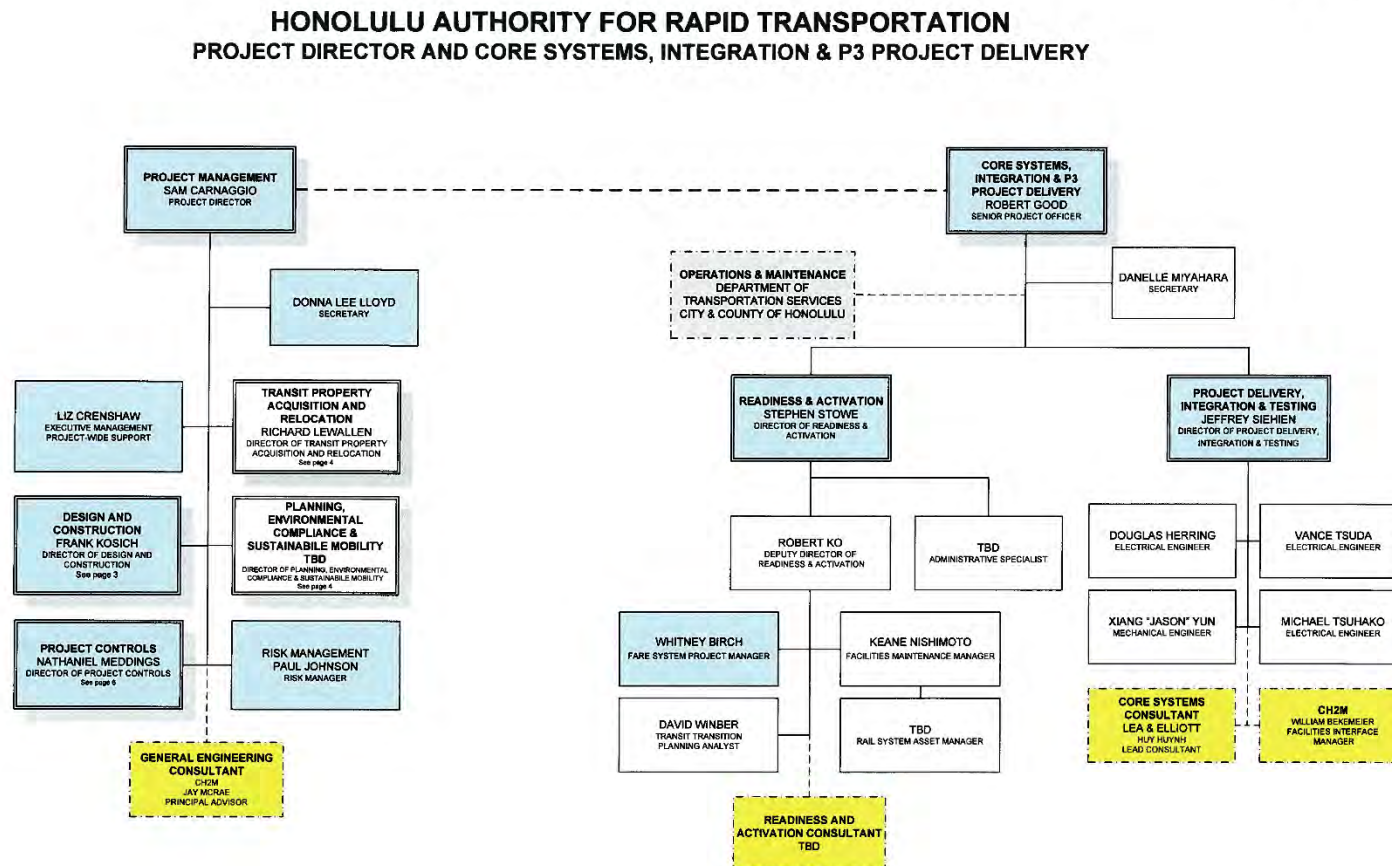 HONOLULU AUTHORITY FOR RAPID TRANSPORTATION
PROJECT DIRECTOR AND CORE SYSTEMS, INTEGRATION & P3 PROJECT DELIVERY
PROJECT MANAGEMENT
SAM CARNAGGIO
PROJECT DIRECTOR
CORE SYSTEMS,
INTEGRATION & P3
PROJECT DELIVERY
ROBERT GOOD
SENIOR PROJECT OFFICER
DONNA LEE LLOYD
SECRETARY
OPERATIONS & MAINTENANCE
DEPARTMENT OF
TRANSPORTATION SERVICES
CITY & COUNTY OF HONOLULU
DANELLE MIYAHARA
SECRETARY
LIZ CRENSHAW
EXECUTIVE MANAGEMENT
PROJECT-WIDE SUPPORT
TRANSIT PROPERTY
ACQUISITION AND
RELOCATION
RICHARD LEWALLEN
DIRECTOR OF TRANSIT PROPERTY
ACQUISITION AND RELOCATION
See page 4
READINESS & ACTIVATION
STEPHEN STOWE
DIRECTOR OF READINESS &
ACTIVATION
PROJECT DELIVERY,
INTEGRATION & TESTING
JEFFREY SIEHIEN
DIRECTOR OF PROJECT DELIVERY,
INTEGRATION & TESTING
DESIGN AND
CONSTRUCTION
FRANK KOSICH
DIRECTOR OF DESIGN AND
CONSTRUCTION
See page 3
PLANNING,
ENVIRONMENTAL
COMPLIANCE &
SUSTAINABILE MOBILITY
TBD
DIRECTOR OF PLANNING, ENVIRONMENTAL
COMPLIANCE & SUSTAINABILE MOBILITY
See page 4
ROBERT KO
DEPUTY DIRECTOR OF
READINESS & ACTIVATION
TBD
ADMINISTRATIVE SPECIALIST
DOUGLAS HERRING
ELECTRICAL ENGINEER
VANCE TSUDA
ELECTRICAL ENGINEER
PROJECT CONTROLS
NATHANIEL MEDDINGS
DIRECTOR OF PROJECT CONTROLS
See page 6
RISK MANAGEMENT
PAUL JOHNSON
RISK MANAGER
WHITNEY BIRCH
FARE SYSTEM PROJECT MANAGER
KEANE NISHIMOTO
FACILITIES MAINTENANCE MANAGER
XIANG "JASON" YUN
MECHANICAL ENGINEER
MICHAEL TSUHAKO
ELECTRICAL ENGINEER
DAVID WINBER
TRANSIT TRANSITION
PLANNING ANALYST
TBD
RAIL SYSTEM ASSET MANAGER
CORE SYSTEMS
CONSULTANT
LEA & ELLIOTT
HUY HUYNH
LEAD CONSULTANT
CH2M
WILLIAM BEKEMEIER
FACILITIES INTERFACE
MANAGER
GENERAL ENGINEERING
CONSULTANT
CH2M
JAY MCRAE
PRINCIPAL ADVISOR
READINESS AND
ACTIVATION CONSULTANT
TBD